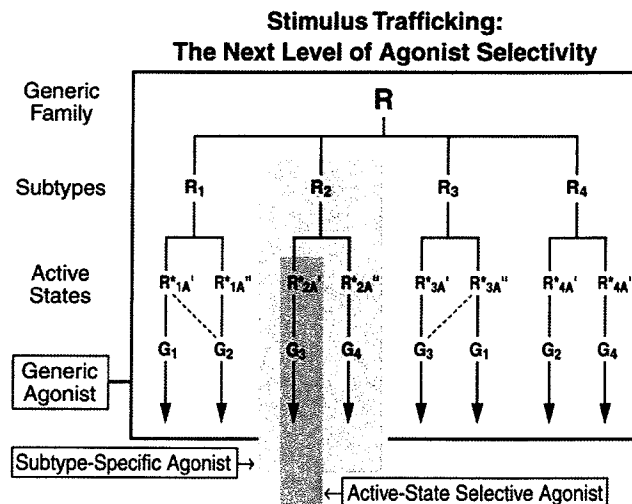 Stimulus Trafficking:
The Next Level of Agonist Selectivity
Generic
Family
R
Subtypes
R₁ R₂ R₃ R₄
Active
States
R*₁A' R*₁A" R*₂A' R*₂A" R*₃A' R*₃A" R*₄A' R*₄A'
G₁ G₂ G₃ G₄ G₃ G₁ G₂ G₄
Generic
Agonist
Subtype-Specific Agonist
Active-State Selective Agonist